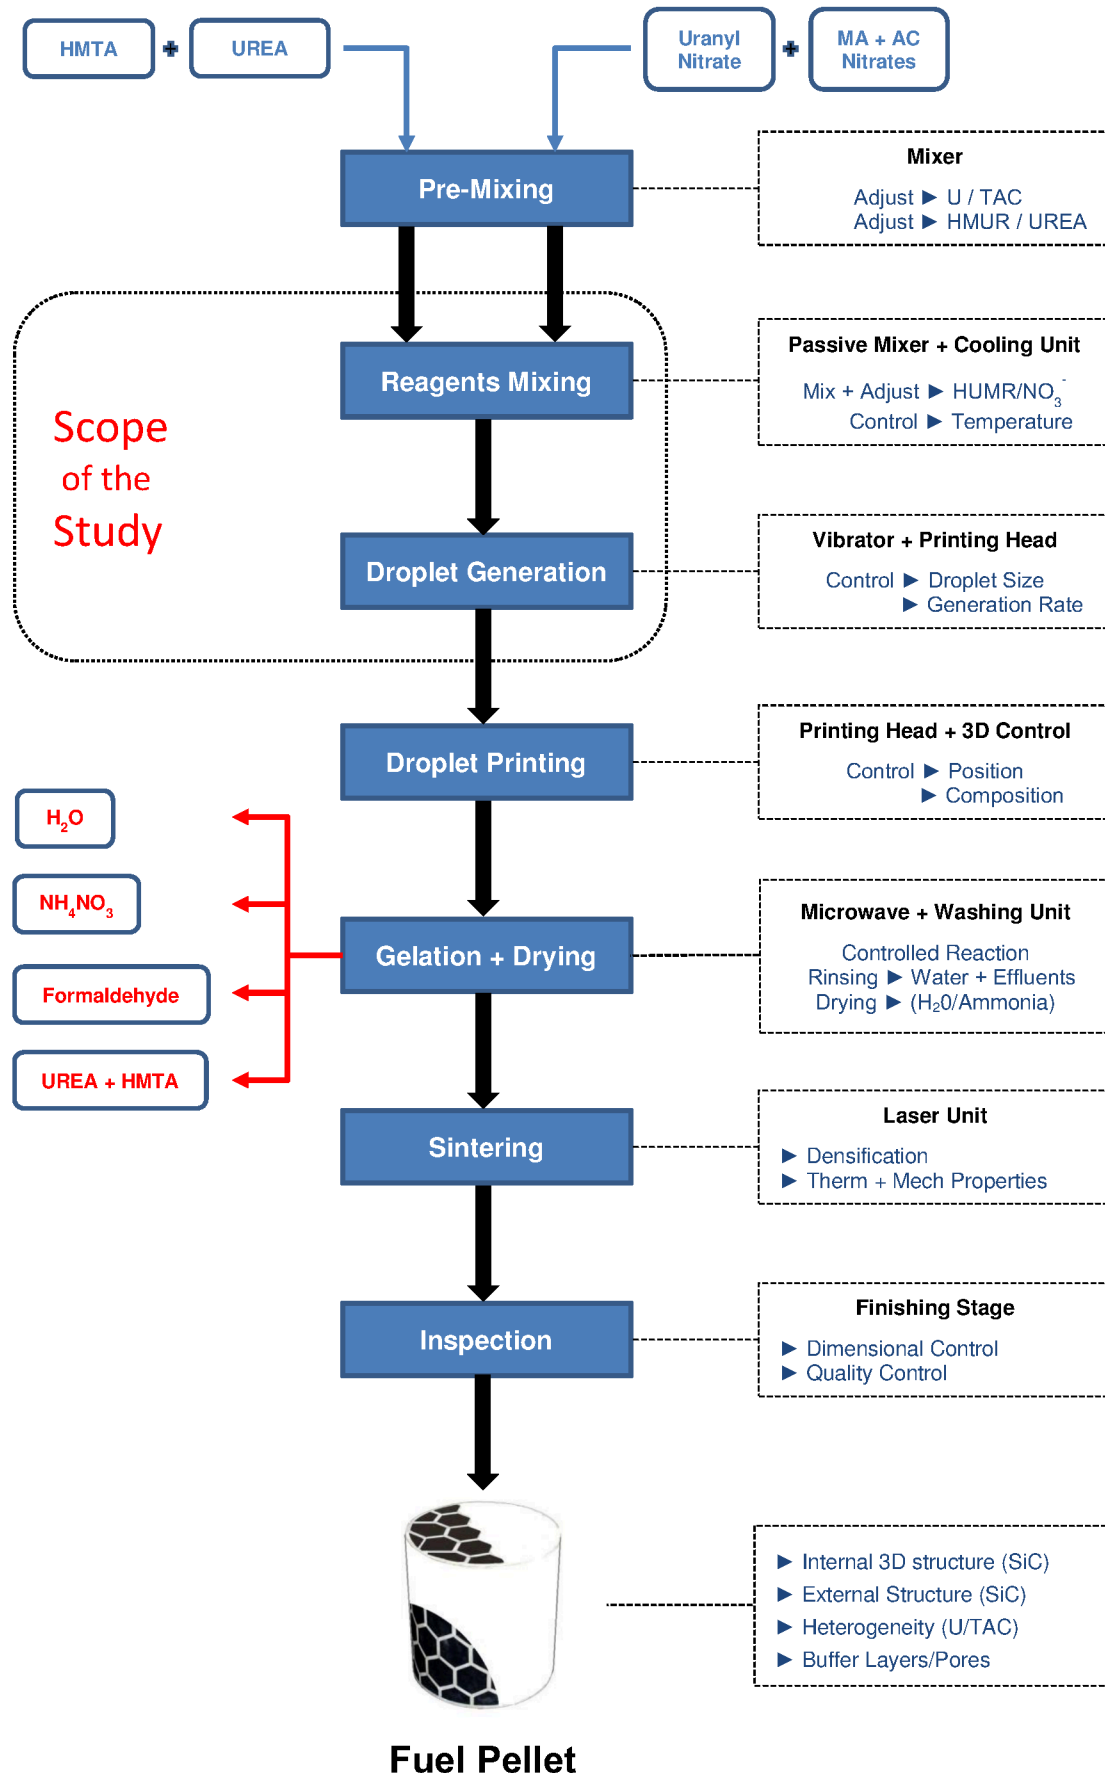 HMTA + UREA
Uranyl Nitrate + MA + AC Nitrates
Pre-Mixing
Mixer
Adjust ► U / TAC
Adjust ► HMUR / UREA
Scope
of the
Study
Reagents Mixing
Passive Mixer + Cooling Unit
Mix + Adjust ► HUMR/NO₃⁻
Control ► Temperature
Droplet Generation
Vibrator + Printing Head
Control ► Droplet Size
► Generation Rate
Droplet Printing
Printing Head + 3D Control
Control ► Position
► Composition
H₂O
NH₄NO₃
Formaldehyde
UREA + HMTA
Gelation + Drying
Microwave + Washing Unit
Controlled Reaction
Rinsing ► Water + Effluents
Drying ► (H₂0/Ammonia)
Sintering
Laser Unit
► Densification
► Therm + Mech Properties
Inspection
Finishing Stage
► Dimensional Control
► Quality Control
► Internal 3D structure (SiC)
► External Structure (SiC)
► Heterogeneity (U/TAC)
► Buffer Layers/Pores
Fuel Pellet